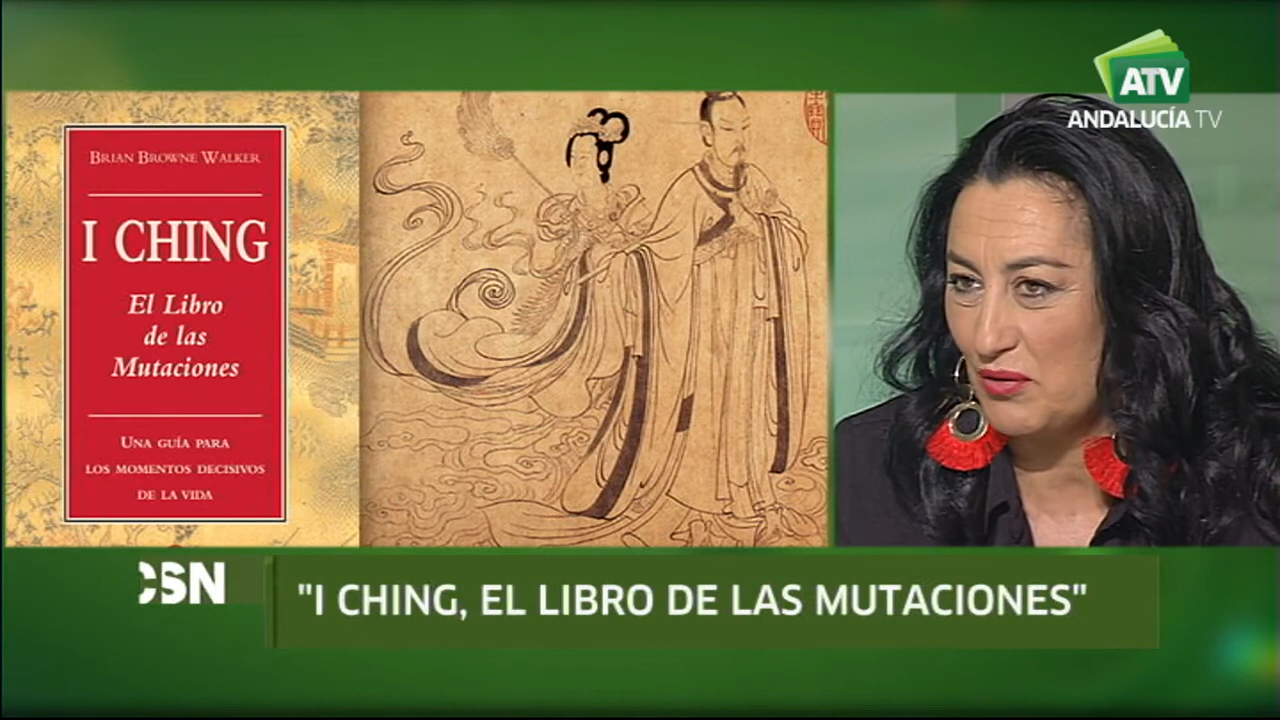 ATV
ANDALUCÍA TV
BRIAN BROWNE WALKER
I CHING
El Libro
de las
Mutaciones
UNA GUÍA PARA
LOS MOMENTOS DECISIVOS
DE LA VIDA
CSN
"I CHING, EL LIBRO DE LAS MUTACIONES"